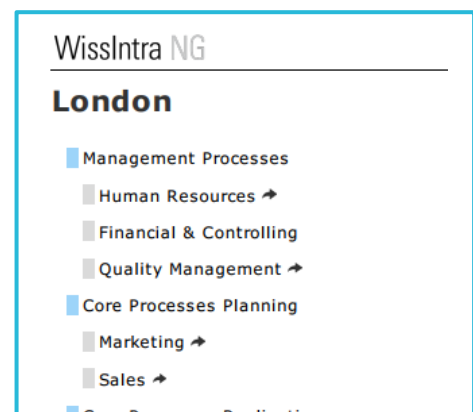 WissIntra NG
London
Management Processes
Human Resources
Financial & Controlling
Quality Management
Core Processes Planning
Marketing
Sales